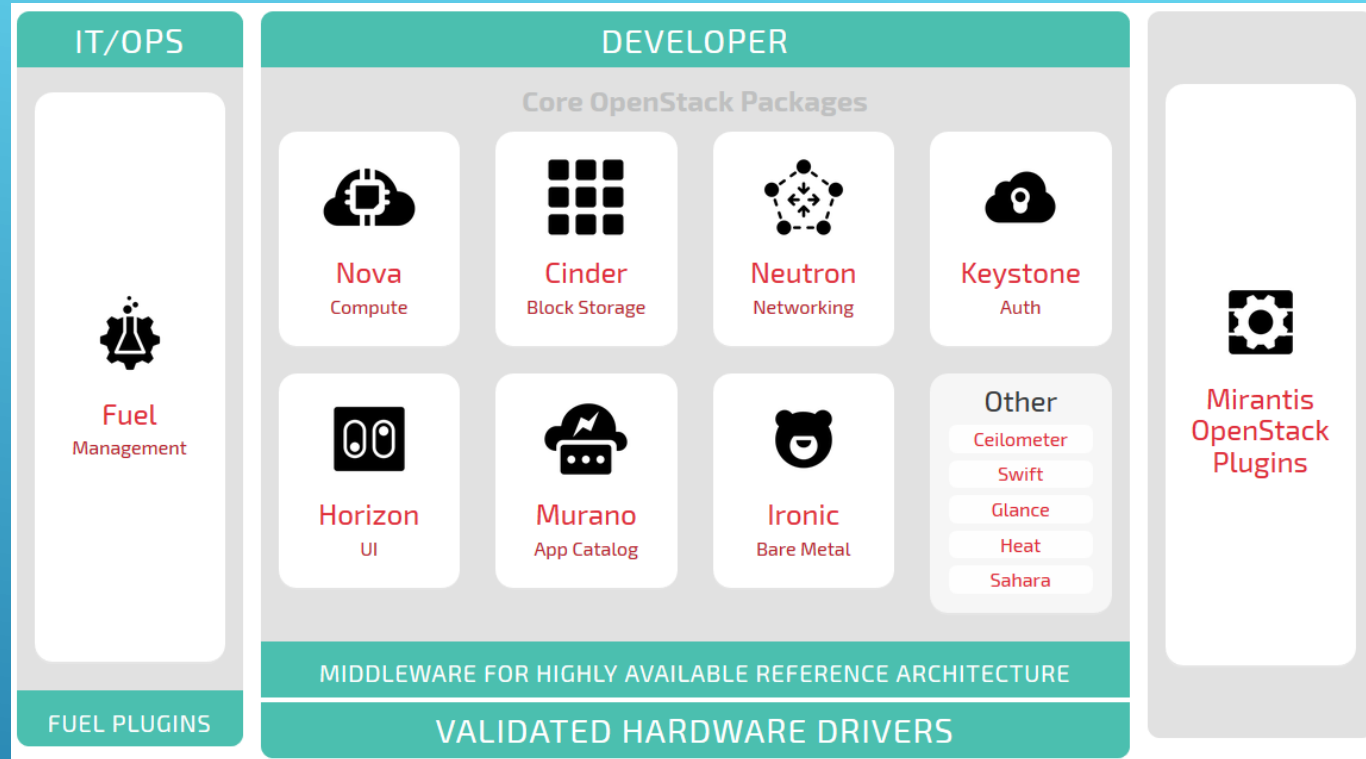 IT/OPS
Fuel
Management
FUEL PLUGINS
DEVELOPER
Core OpenStack Packages
Nova
Compute
Cinder
Block Storage
Neutron
Networking
Keystone
Auth
Horizon
UI
Murano
App Catalog
Ironic
Bare Metal
Other
Ceilometer
Swift
Glance
Heat
Sahara
MIDDLEWARE FOR HIGHLY AVAILABLE REFERENCE ARCHITECTURE
VALIDATED HARDWARE DRIVERS
Mirantis
OpenStack
Plugins